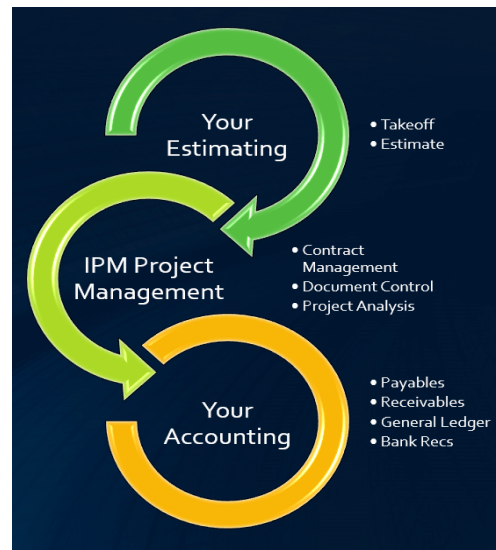 Your
Estimating
• Takeoff
• Estimate
IPM Project
Management
• Contract
Management
• Document Control
• Project Analysis
Your
Accounting
• Payables
• Receivables
• General Ledger
• Bank Recs